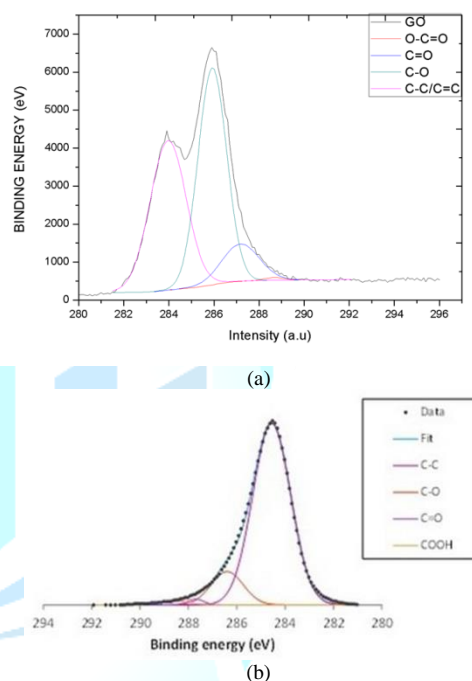 GO
O-C=O
C=O
C-O
C-C/C=C
BINDING ENERGY (eV)
7000
6000
5000
4000
3000
2000
1000
0
280 282 284 286 288 290 292 294 296
Intensity (a.u)
(a)
Data
Fit
C-C
C-O
C=O
COOH
294 292 290 288 286 284 282 280
Binding energy (eV)
(b)